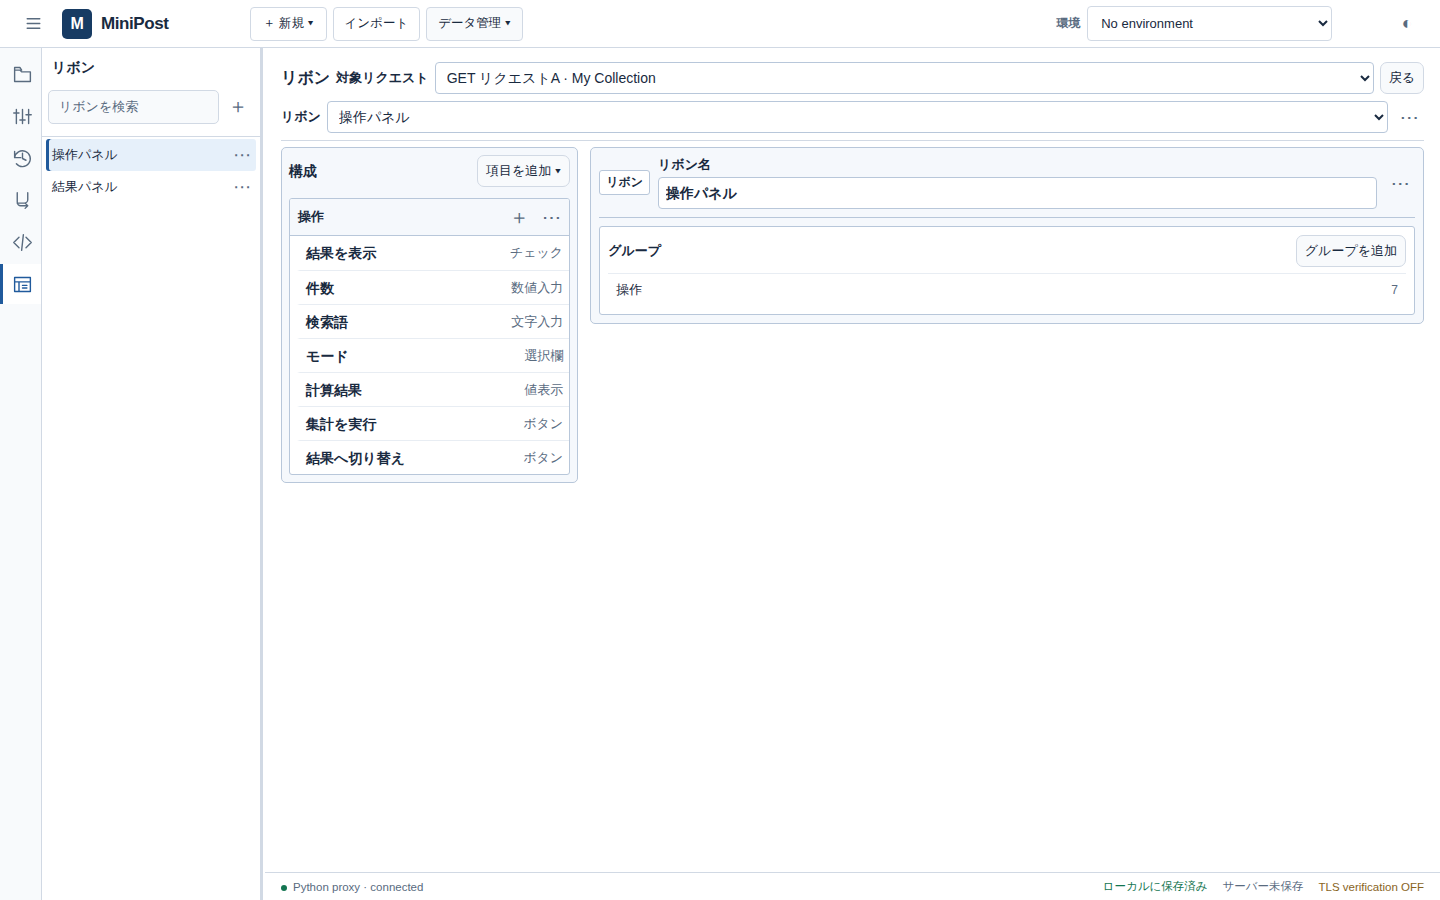 M MiniPost
＋ 新規 ▾
インポート
データ管理 ▾
環境
No environment
リボン
リボンを検索
＋
操作パネル ···
結果パネル ···
リボン 対象リクエスト
GET リクエストA · My Collection
戻る
リボン
操作パネル
···
構成
項目を追加 ▾
操作 ＋ ···
結果を表示 チェック
件数 数値入力
検索語 文字入力
モード 選択欄
計算結果 値表示
集計を実行 ボタン
結果へ切り替え ボタン
リボン
リボン名
操作パネル
···
グループ
グループを追加
操作 7
Python proxy · connected
ローカルに保存済み
サーバー未保存
TLS verification OFF